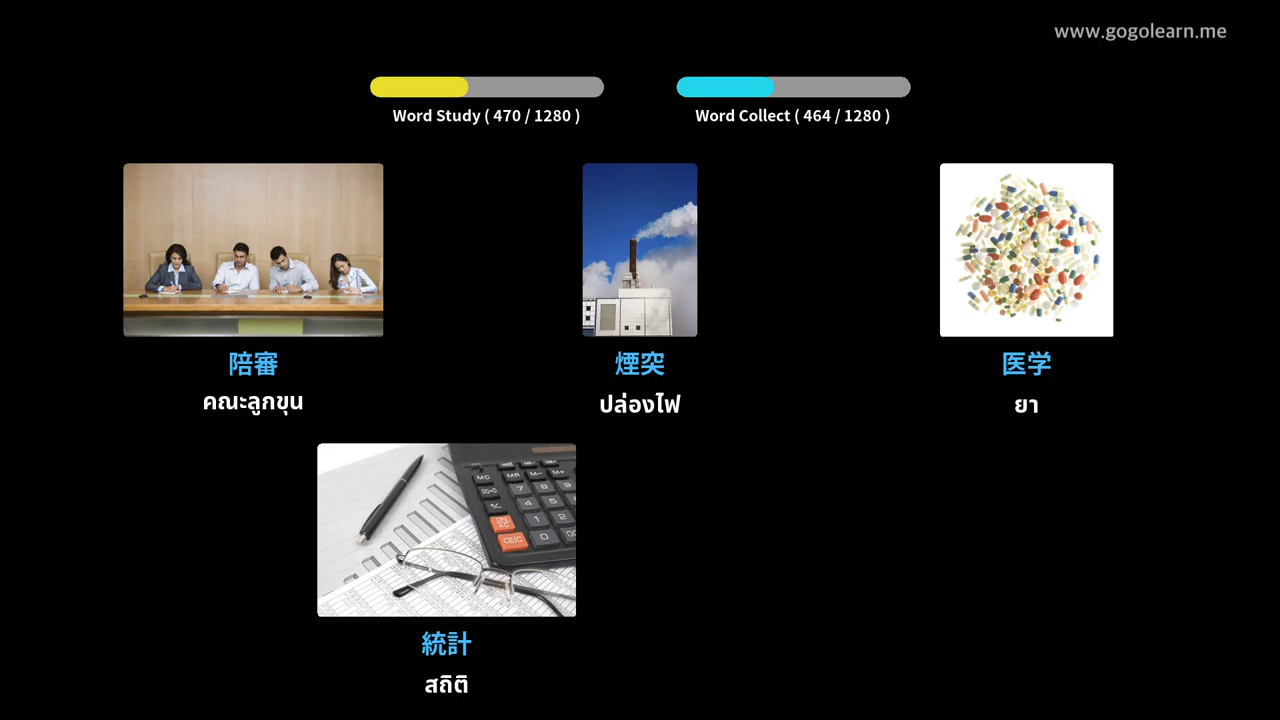 www.gogolearn.me
Word Study ( 470 / 1280 )
Word Collect ( 464 / 1280 )
陪審
คณะลูกขุน
煙突
ปล่องไฟ
医学
ยา
統計
สถิติ